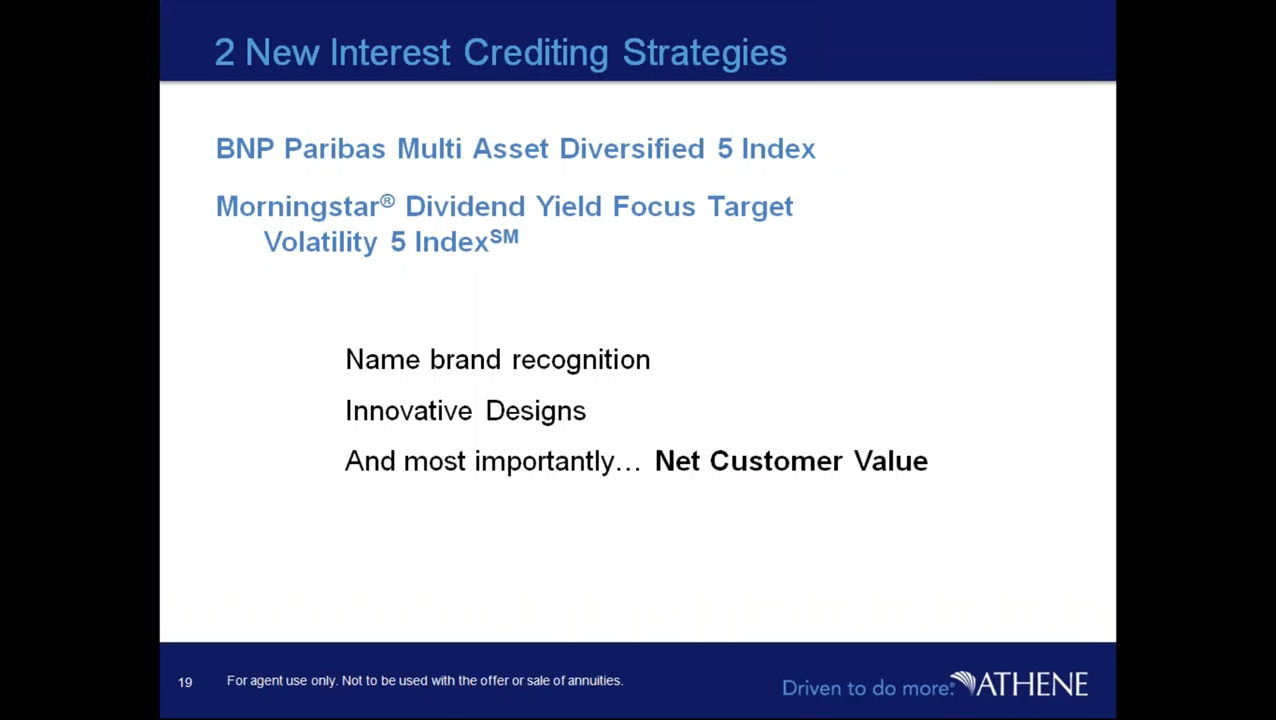 2 New Interest Crediting Strategies
BNP Paribas Multi Asset Diversified 5 Index
Morningstar® Dividend Yield Focus Target
Volatility 5 Index℠
Name brand recognition
Innovative Designs
And most importantly… Net Customer Value
19 For agent use only. Not to be used with the offer or sale of annuities.
Driven to do more.® ATHENE